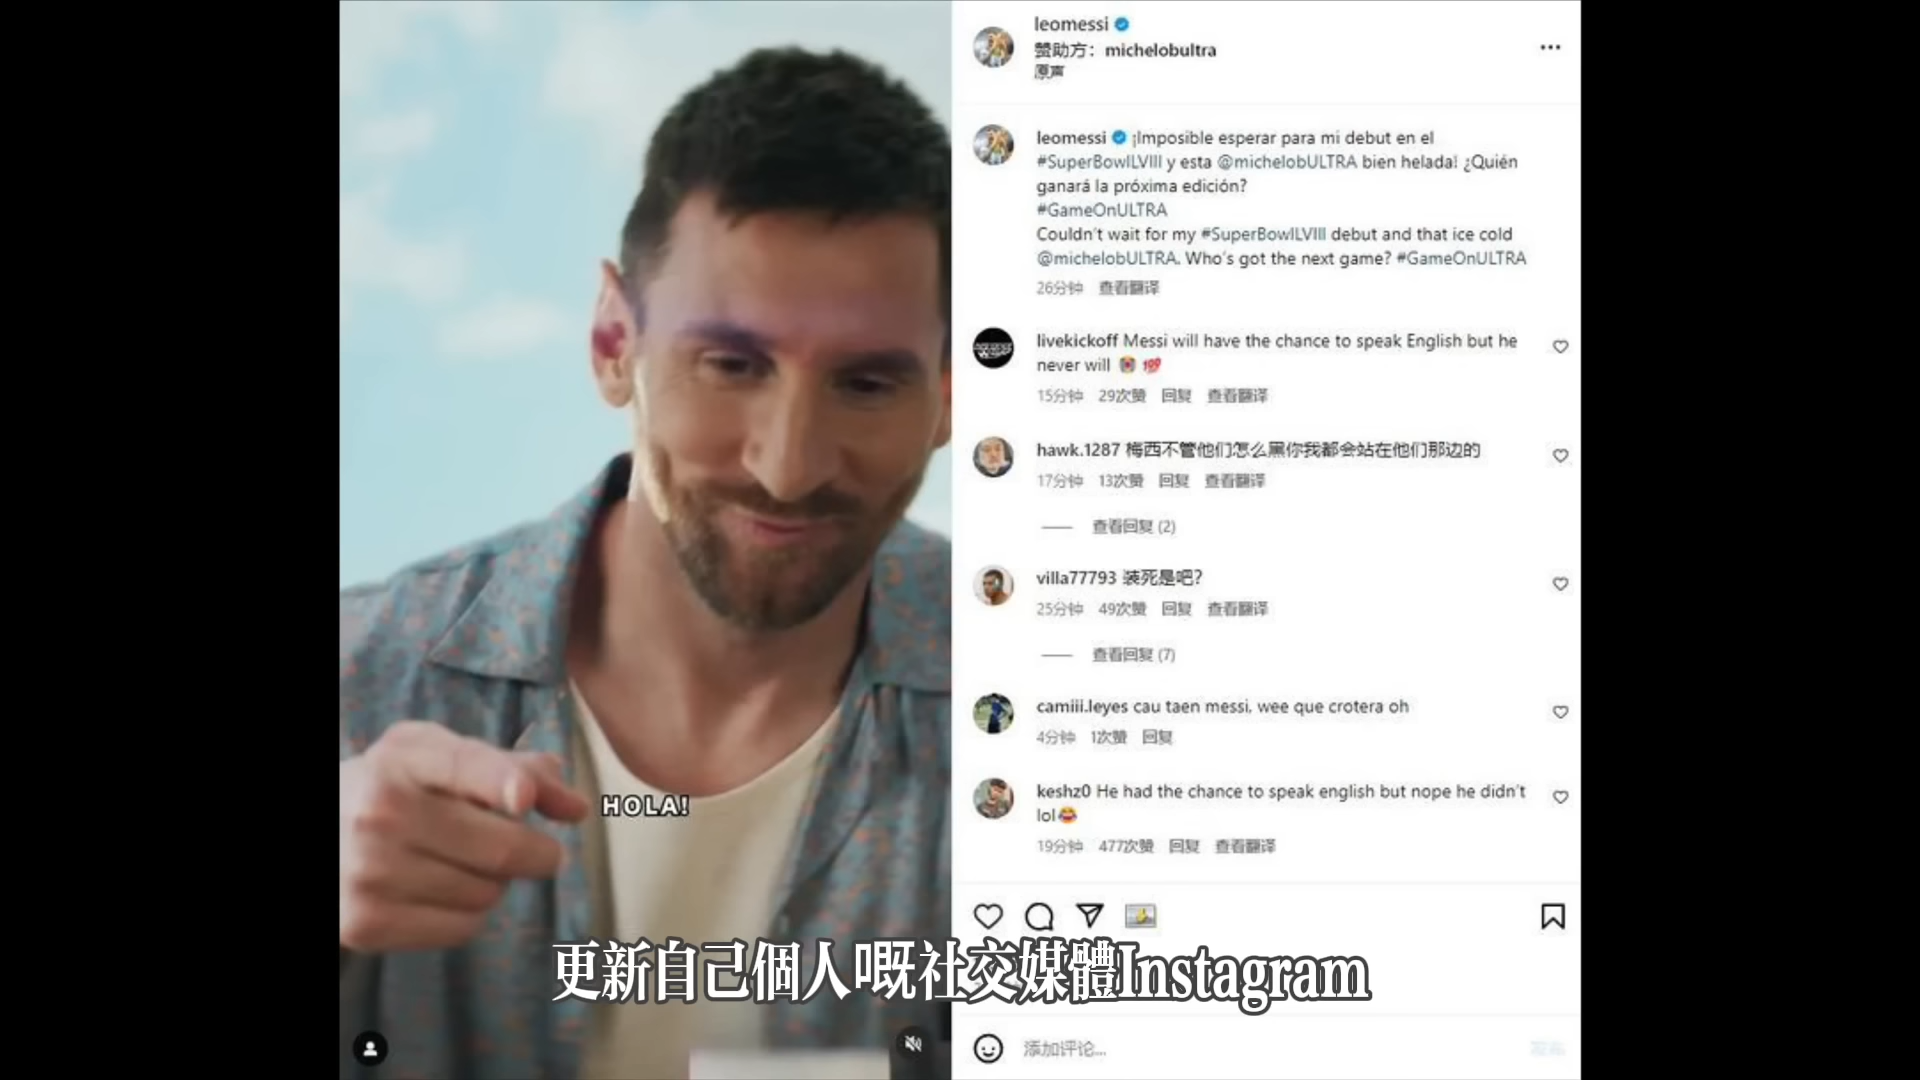 leomessi
赞助方：michelobultra
原声
leomessi ¡Imposible esperar para mi debut en el
#SuperBowlLVIII y esta @michelobULTRA bien helada! ¿Quién
ganará la próxima edición?
#GameOnULTRA
Couldn't wait for my #SuperBowlLVIII debut and that ice cold
@michelobULTRA. Who's got the next game? #GameOnULTRA
26分钟 查看翻译
livekickoff Messi will have the chance to speak English but he
never will 😭 💯
15分钟 29次赞 回复 查看翻译
hawk.1287 梅西不管他们怎么黑你我都会站在他们那边的
17分钟 13次赞 回复 查看翻译
查看回复 (2)
villa77793 装死是吧?
25分钟 49次赞 回复 查看翻译
查看回复 (7)
camiii.leyes cau taen messi, wee que crotera oh
4分钟 1次赞 回复
keshz0 He had the chance to speak english but nope he didn't
lol😂
19分钟 477次赞 回复 查看翻译
HOLA!
更新自己個人嘅社交媒體Instagram
添加评论...